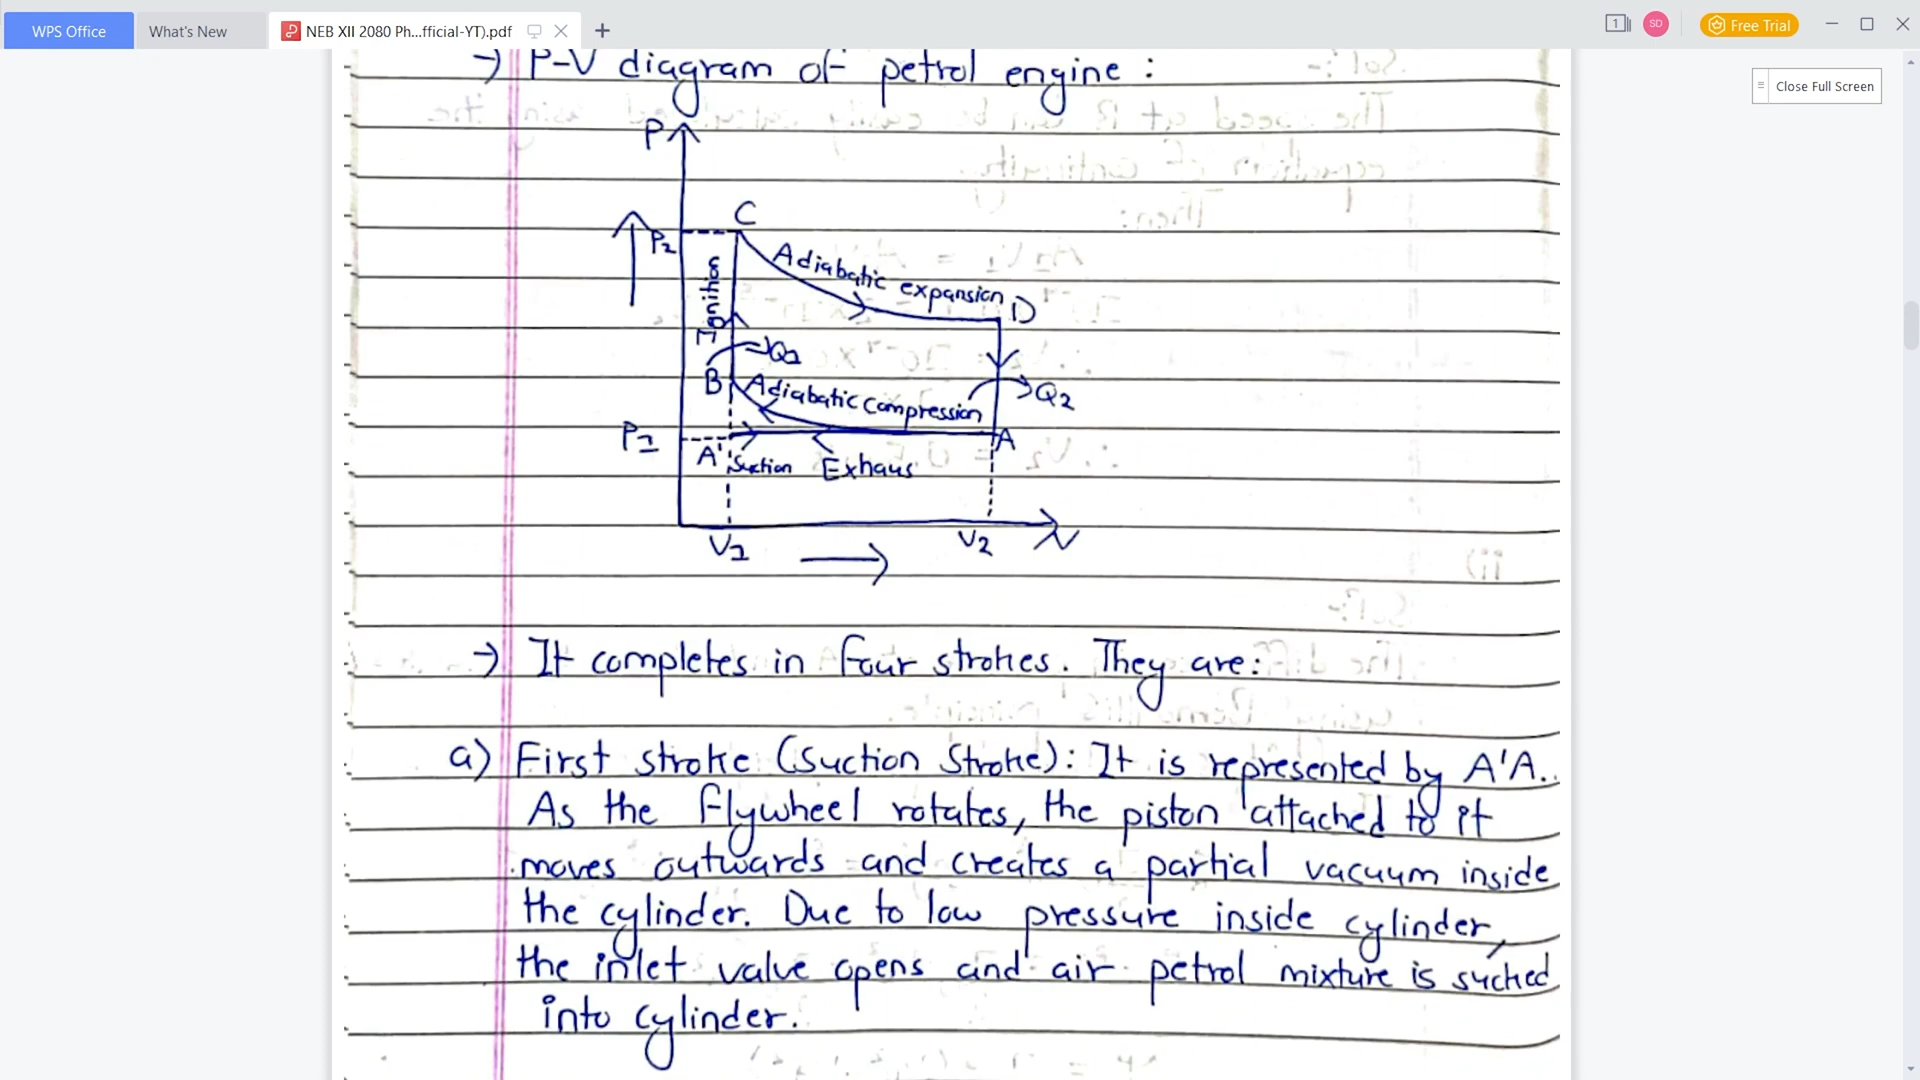 WPS Office
What's New
NEB XII 2080 Ph...fficial-YT).pdf
1
SD
Free Trial
Close Full Screen
→ P-V diagram of petrol engine :
P
C
P2
Adiabatic expansion
D
Ignition
Q1
B
Adiabatic Compression
Q2
P1
A'
A
Suction
Exhaus
V1
V2
V
→ It completes in four strokes. They are:
a) First stroke (Suction Stroke): It is represented by A'A.
As the flywheel rotates, the piston attached to it
moves outwards and creates a partial vacuum inside
the cylinder. Due to low pressure inside cylinder,
the inlet valve opens and air petrol mixture is sucked
into cylinder.